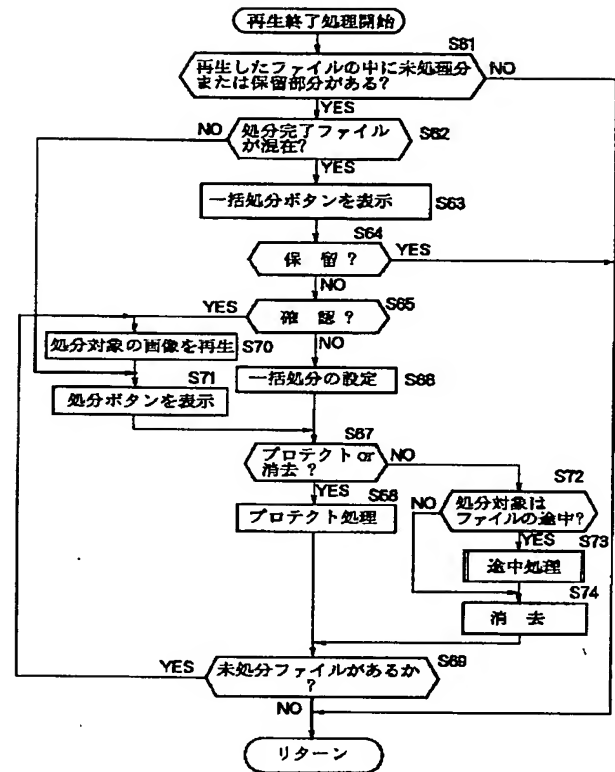 再生終了処理開始
S61
再生したファイルの中に未処理分
または保留部分がある?
NO
YES
NO
処分完了ファイル
が混在?
S62
YES
一括処分ボタンを表示
S63
S64
保 留 ?
YES
NO
YES
確 認 ?
S65
処分対象の画像を再生
S70
NO
S71
処分ボタンを表示
一括処分の設定
S66
S67
プロテクト or
消去 ?
NO
S72
YES
S68
プロテクト処理
NO
処分対象は
ファイルの途中?
YES
S73
途中処理
S74
消 去
S69
YES
未処分ファイルがあるか
?
NO
リターン